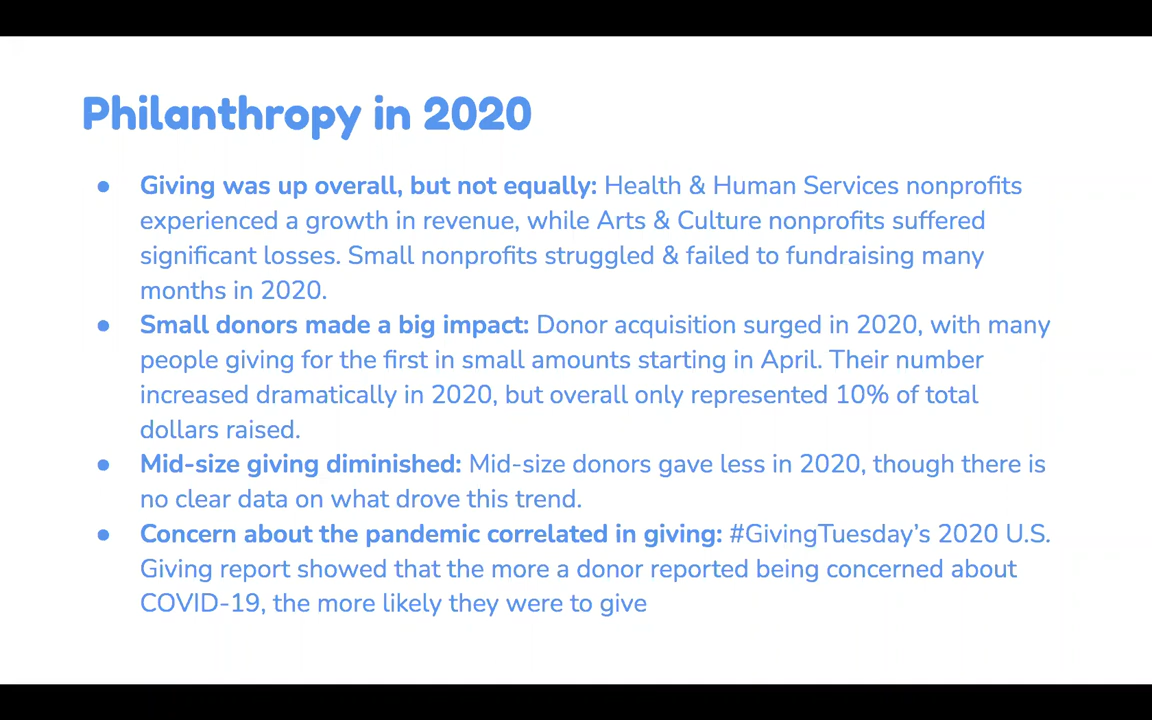 Philanthropy in 2020
● Giving was up overall, but not equally: Health & Human Services nonprofits
experienced a growth in revenue, while Arts & Culture nonprofits suffered
significant losses. Small nonprofits struggled & failed to fundraising many
months in 2020.
● Small donors made a big impact: Donor acquisition surged in 2020, with many
people giving for the first in small amounts starting in April. Their number
increased dramatically in 2020, but overall only represented 10% of total
dollars raised.
● Mid-size giving diminished: Mid-size donors gave less in 2020, though there is
no clear data on what drove this trend.
● Concern about the pandemic correlated in giving: #GivingTuesday’s 2020 U.S.
Giving report showed that the more a donor reported being concerned about
COVID-19, the more likely they were to give